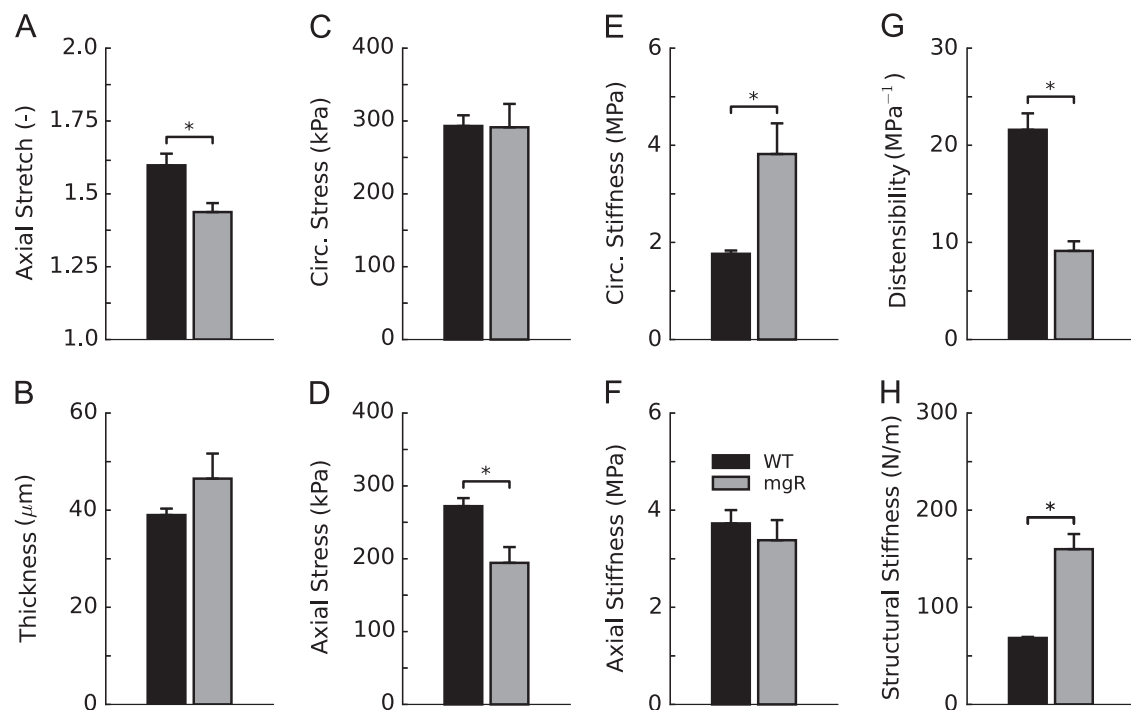 A
Axial Stretch (-)
2.0
1.75
1.5
1.25
1.0
*
C
Circ. Stress (kPa)
400
300
200
100
0
E
Circ. Stiffness (MPa)
6
4
2
0
*
G
Distensibility (MPa⁻¹)
30
20
10
0
*
B
Thickness (μm)
60
40
20
0
D
Axial Stress (kPa)
400
300
200
100
0
*
F
Axial Stiffness (MPa)
6
4
2
0
WT
mgR
H
Structural Stiffness (N/m)
300
200
100
0
*